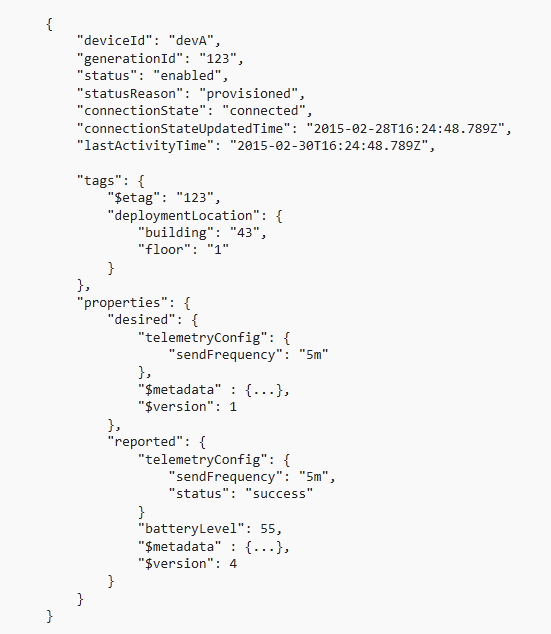 {
"deviceId": "devA",
"generationId": "123",
"status": "enabled",
"statusReason": "provisioned",
"connectionState": "connected",
"connectionStateUpdatedTime": "2015-02-28T16:24:48.789Z",
"lastActivityTime": "2015-02-30T16:24:48.789Z",
"tags": {
"$etag": "123",
"deploymentLocation": {
"building": "43",
"floor": "1"
}
},
"properties": {
"desired": {
"telemetryConfig": {
"sendFrequency": "5m"
},
"$metadata" : {...},
"$version": 1
},
"reported": {
"telemetryConfig": {
"sendFrequency": "5m",
"status": "success"
}
"batteryLevel": 55,
"$metadata" : {...},
"$version": 4
}
}
}